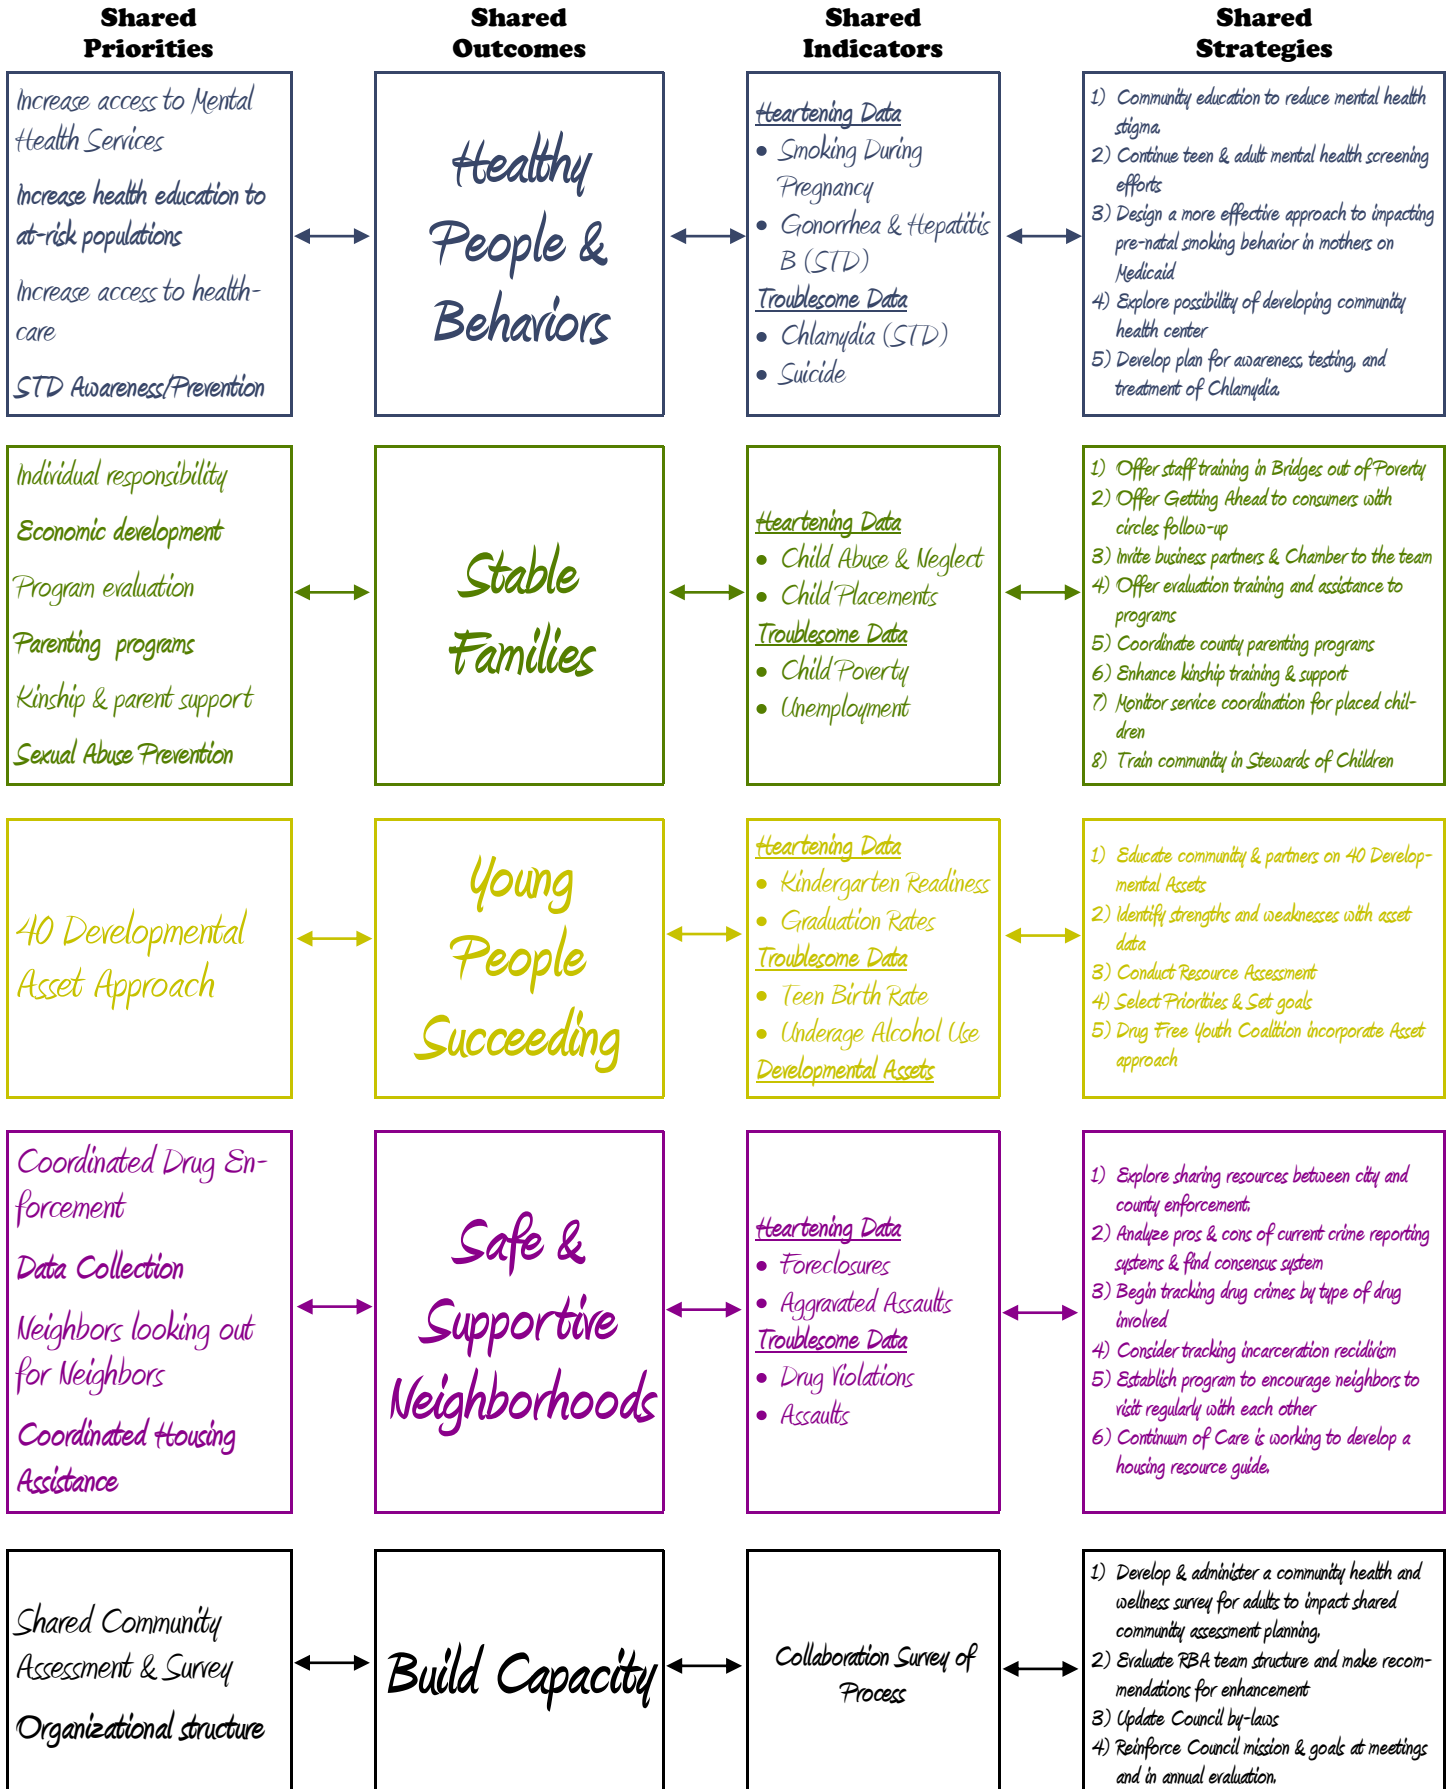 Shared
Priorities
Shared
Outcomes
Shared
Indicators
Shared
Strategies
Increase access to Mental
Health Services
Increase health education to
at-risk populations
Increase access to health-
care
STD Awareness/Prevention
Healthy
People &
Behaviors
Heartening Data
• Smoking During
Pregnancy
• Gonorrhea & Hepatitis
B (STD)
Troublesome Data
• Chlamydia (STD)
• Suicide
1) Community education to reduce mental health
stigma.
2) Continue teen & adult mental health screening
efforts
3) Design a more effective approach to impacting
pre-natal smoking behavior in mothers on
Medicaid
4) Explore possibility of developing community
health center
5) Develop plan for awareness, testing, and
treatment of Chlamydia.
Individual responsibility
Economic development
Program evaluation
Parenting programs
Kinship & parent support
Sexual Abuse Prevention
Stable
Families
Heartening Data
• Child Abuse & Neglect
• Child Placements
Troublesome Data
• Child Poverty
• Unemployment
1) Offer staff training in Bridges out of Poverty
2) Offer Getting Ahead to consumers with
circles follow-up
3) Invite business partners & Chamber to the team
4) Offer evaluation training and assistance to
programs
5) Coordinate county parenting programs
6) Enhance kinship training & support
7) Monitor service coordination for placed chil-
dren
8) Train community in Stewards of Children
40 Developmental
Asset Approach
Young
People
Succeeding
Heartening Data
• Kindergarten Readiness
• Graduation Rates
Troublesome Data
• Teen Birth Rate
• Underage Alcohol Use
Developmental Assets
1) Educate community & partners on 40 Develop-
mental Assets
2) Identify strengths and weaknesses with asset
data
3) Conduct Resource Assessment
4) Select Priorities & Set goals
5) Drug Free Youth Coalition incorporate Asset
approach
Coordinated Drug En-
forcement
Data Collection
Neighbors looking out
for Neighbors
Coordinated Housing
Assistance
Safe &
Supportive
Neighborhoods
Heartening Data
• Foreclosures
• Aggravated Assaults
Troublesome Data
• Drug Violations
• Assaults
1) Explore sharing resources between city and
county enforcement.
2) Analyze pros & cons of current crime reporting
systems & find consensus system
3) Begin tracking drug crimes by type of drug
involved
4) Consider tracking incarceration recidivism
5) Establish program to encourage neighbors to
visit regularly with each other
6) Continuum of Care is working to develop a
housing resource guide.
Shared Community
Assessment & Survey
Organizational structure
Build Capacity
Collaboration Survey of
Process
1) Develop & administer a community health and
wellness survey for adults to impact shared
community assessment planning.
2) Evaluate RBA team structure and make recom-
mendations for enhancement
3) Update Council by-laws
4) Reinforce Council mission & goals at meetings
and in annual evaluation.